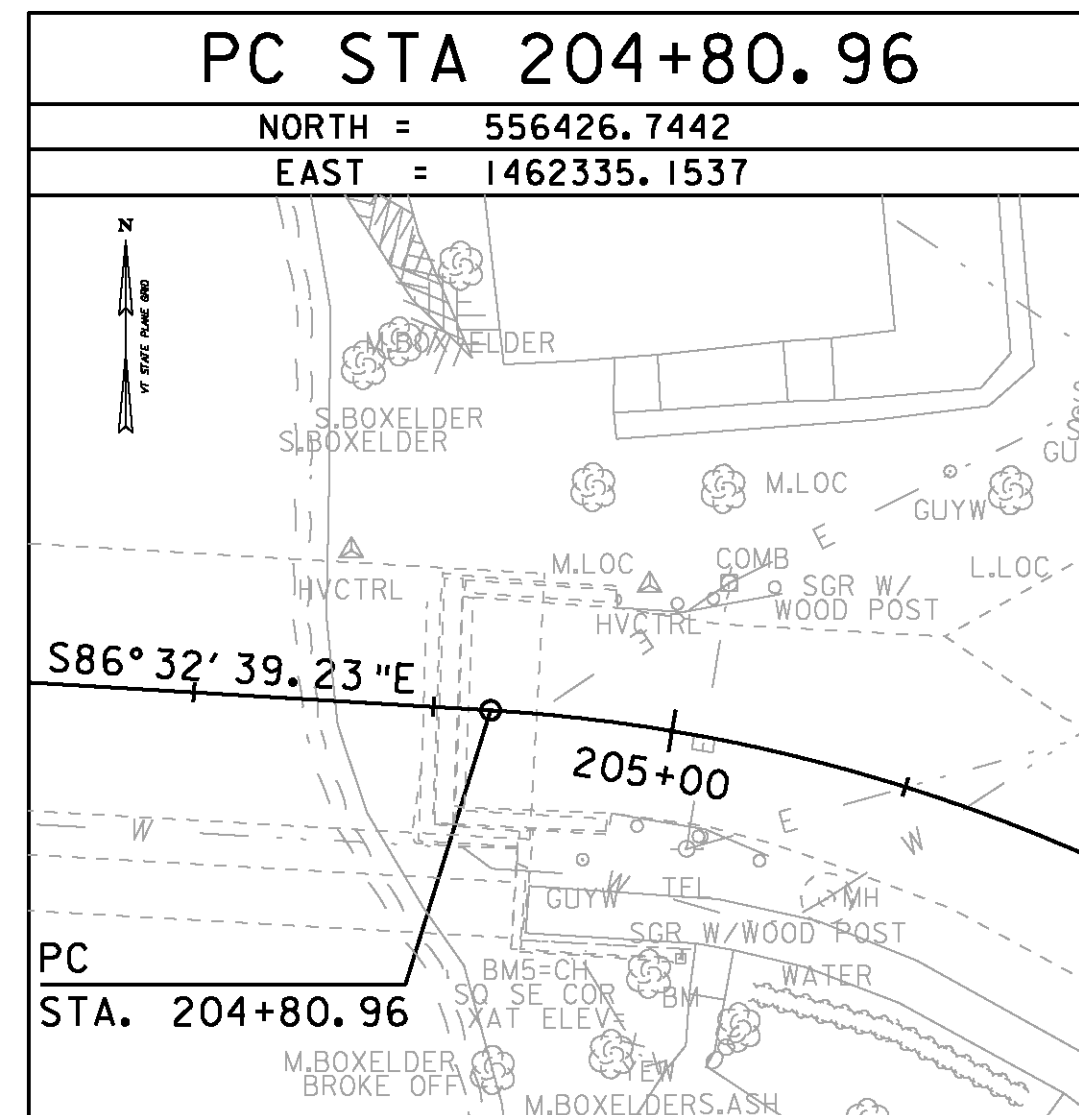 PC STA 204+80.96
NORTH = 556426.7442
EAST = 1462335.1537
N
VT STATE PLANE GRID
M.BOXELDER
S.BOXELDER
S.BOXELDER
M.LOC
GUYW
GU
HVCTRL
M.LOC
COMB
L.LOC
SGR W/
WOOD POST
HVCTRL
E
E
S86°32'39.23"E
205+00
E
E
W
W
W
GUYW
TEL
MH
SGR W/WOOD POST
PC
STA. 204+80.96
BM5=CH
SQ SE COR
XAT ELEV=
BM
WATER
M.BOXELDER
BROKE OFF
YEW
M.BOXELDERS.ASH